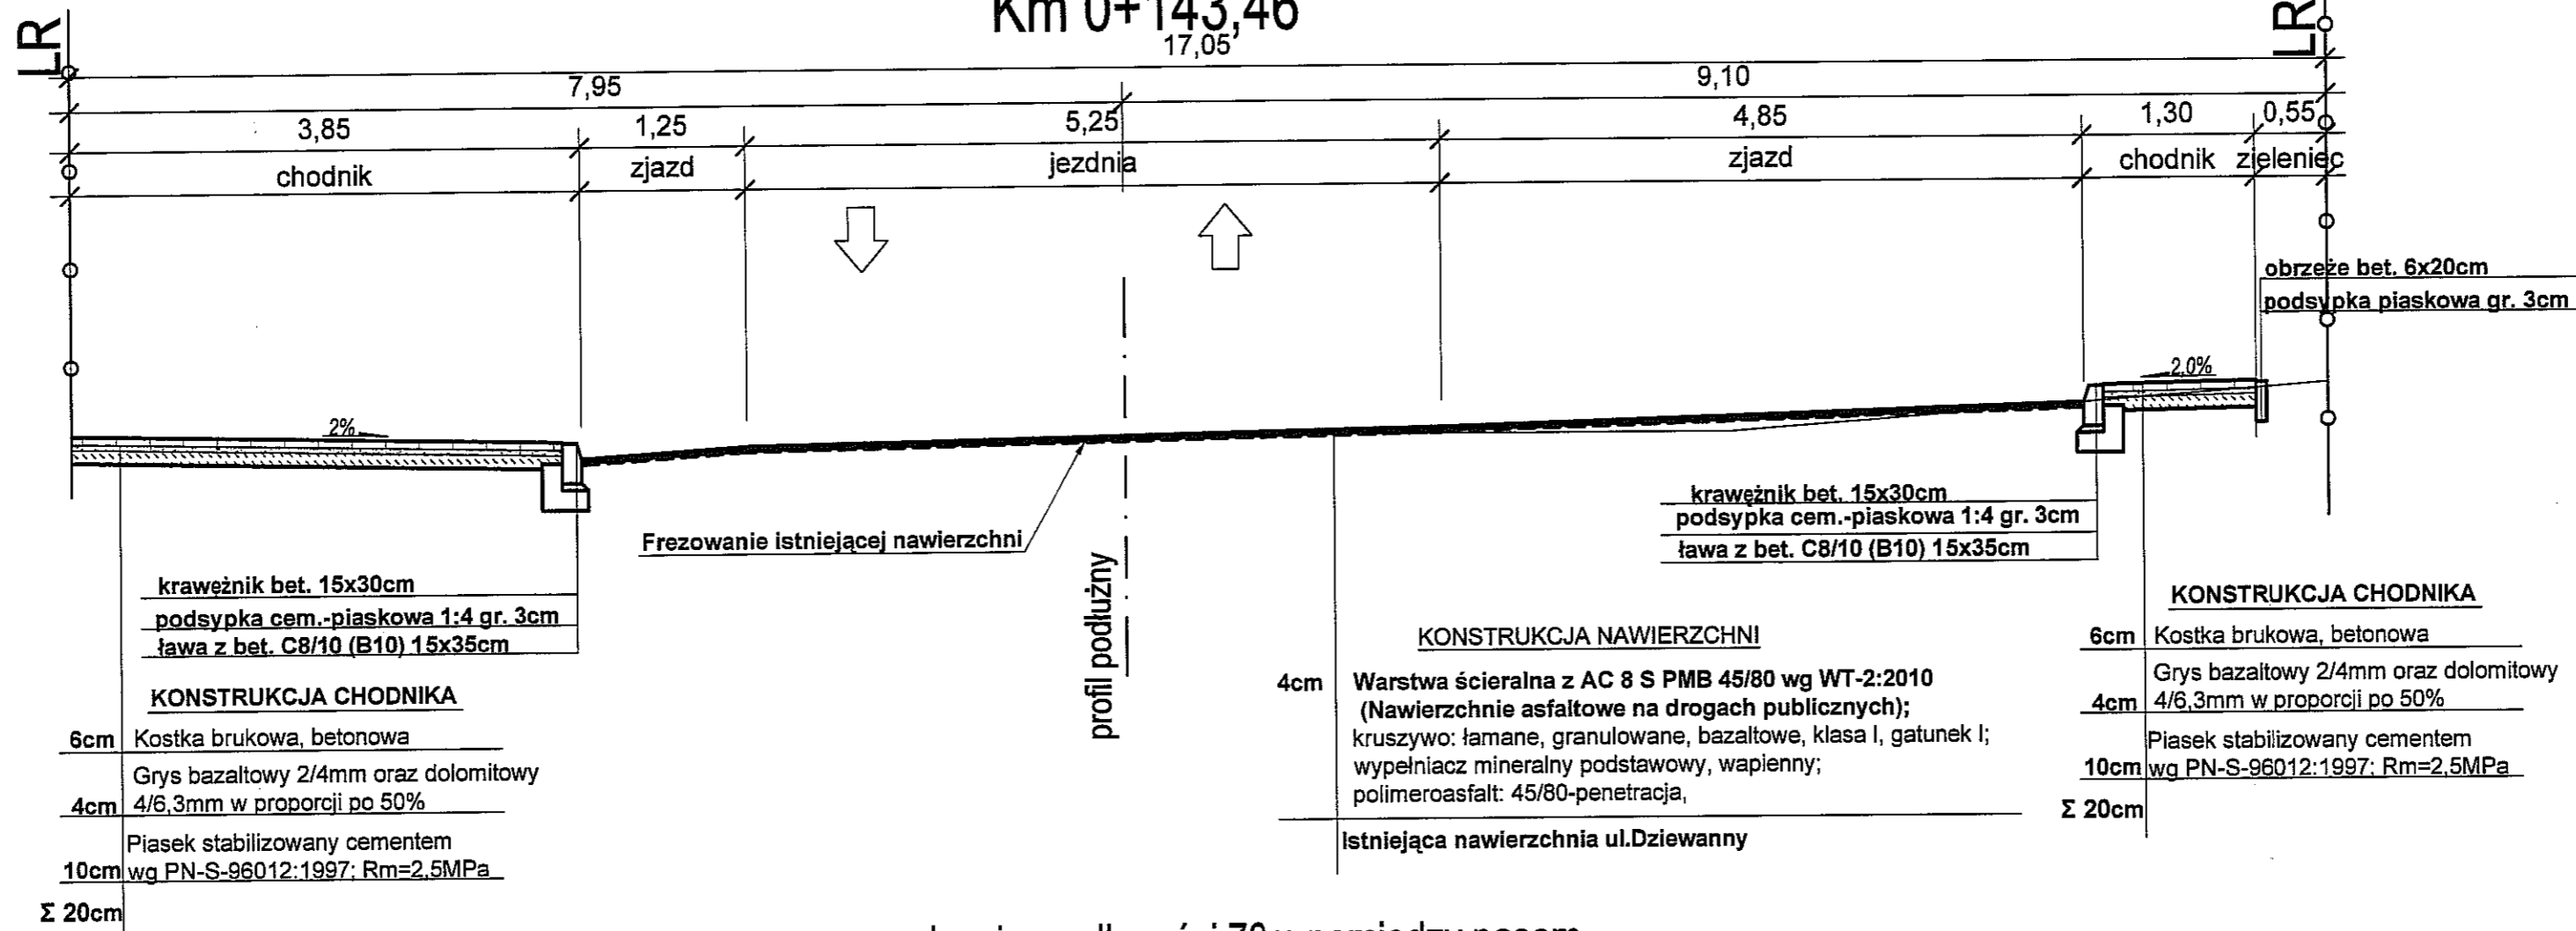 Km 0+143,46
LR
LR
17,05
7,95
9,10
3,85
1,25
5,25
4,85
1,30
0,55
chodnik
zjazd
jezdnia
zjazd
chodnik
zieleniec
obrzeże bet. 6x20cm
podsypka piaskowa gr. 3cm
2%
2,0%
krawężnik bet. 15x30cm
podsypka cem.-piaskowa 1:4 gr. 3cm
ława z bet. C8/10 (B10) 15x35cm
Frezowanie istniejącej nawierzchni
profil podłużny
krawężnik bet. 15x30cm
podsypka cem.-piaskowa 1:4 gr. 3cm
ława z bet. C8/10 (B10) 15x35cm
KONSTRUKCJA CHODNIKA
6cm Kostka brukowa, betonowa
Grys bazaltowy 2/4mm oraz dolomitowy
4cm 4/6,3mm w proporcji po 50%
Piasek stabilizowany cementem
10cm wg PN-S-96012:1997; Rm=2,5MPa
Σ 20cm
KONSTRUKCJA NAWIERZCHNI
4cm Warstwa ścieralna z AC 8 S PMB 45/80 wg WT-2:2010
(Nawierzchnie asfaltowe na drogach publicznych);
kruszywo: łamane, granulowane, bazaltowe, klasa I, gatunek I;
wypełniacz mineralny podstawowy, wapienny;
polimeroasfalt: 45/80-penetracja,
Istniejąca nawierzchnia ul.Dziewanny
KONSTRUKCJA CHODNIKA
6cm Kostka brukowa, betonowa
Grys bazaltowy 2/4mm oraz dolomitowy
4cm 4/6,3mm w proporcji po 50%
Piasek stabilizowany cementem
10cm wg PN-S-96012:1997; Rm=2,5MPa
Σ 20cm